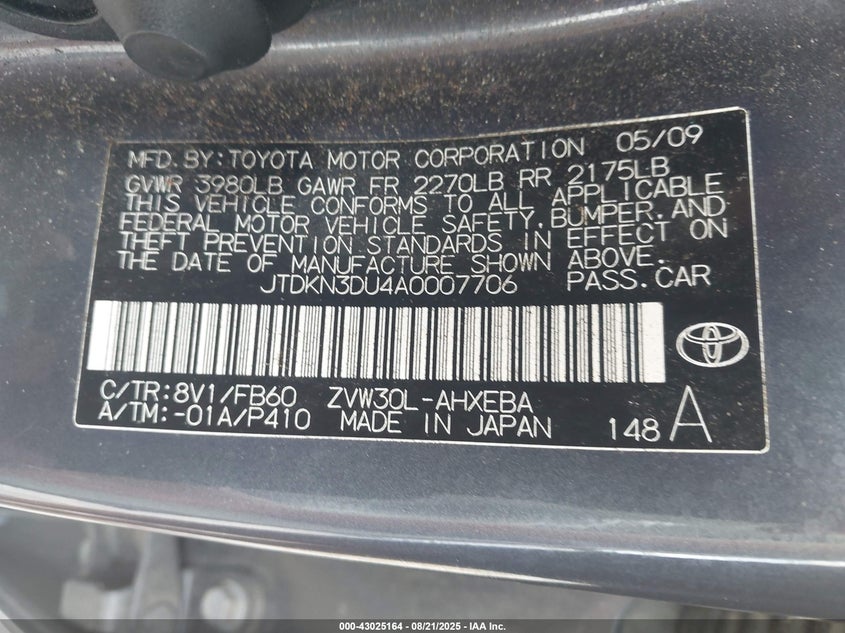 MFD.BY:TOYOTA MOTOR CORPORATION 05/09
GVWR 3980LB GAWR FR 2270LB RR 2175LB
THIS VEHICLE CONFORMS TO ALL APPLICABLE
FEDERAL MOTOR VEHICLE SAFETY,BUMPER,AND
THEFT PREVENTION STANDARDS IN EFFECT ON
THE DATE OF MANUFACTURE SHOWN ABOVE.
JTDKN3DU4A0007706 PASS.CAR
C/TR:8V1/FB60 ZVW30L-AHXEBA
A/TM:-01A/P410 MADE IN JAPAN 148 A
000-43025164 - 08/21/2025 - IAA Inc.